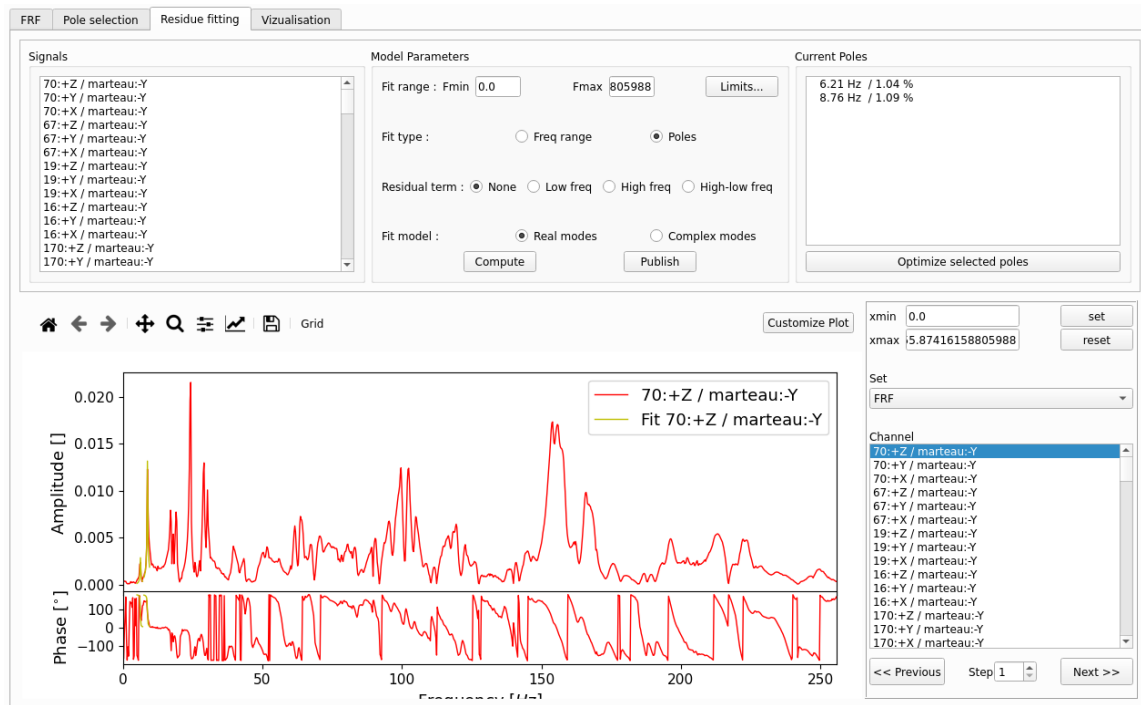 FRF
Pole selection
Residue fitting
Vizualisation
Signals
70:+Z / marteau:-Y
70:+Y / marteau:-Y
70:+X / marteau:-Y
67:+Z / marteau:-Y
67:+Y / marteau:-Y
67:+X / marteau:-Y
19:+Z / marteau:-Y
19:+Y / marteau:-Y
19:+X / marteau:-Y
16:+Z / marteau:-Y
16:+Y / marteau:-Y
16:+X / marteau:-Y
170:+Z / marteau:-Y
170:+Y / marteau:-Y
Model Parameters
Fit range : Fmin 0.0 Fmax 805988 Limits...
Fit type : Freq range Poles
Residual term : None Low freq High freq High-low freq
Fit model : Real modes Complex modes
Compute Publish
Current Poles
6.21 Hz / 1.04 %
8.76 Hz / 1.09 %
Optimize selected poles
Grid
Customize Plot
Amplitude []
0.020
0.015
0.010
0.005
0.000
70:+Z / marteau:-Y
Fit 70:+Z / marteau:-Y
Phase [°]
100
0
−100
0 50 100 150 200 250
Frequency [Hz]
xmin 0.0 set
xmax 5.87416158805988 reset
Set
FRF
Channel
70:+Z / marteau:-Y
70:+Y / marteau:-Y
70:+X / marteau:-Y
67:+Z / marteau:-Y
67:+Y / marteau:-Y
67:+X / marteau:-Y
19:+Z / marteau:-Y
19:+Y / marteau:-Y
19:+X / marteau:-Y
16:+Z / marteau:-Y
16:+Y / marteau:-Y
16:+X / marteau:-Y
170:+Z / marteau:-Y
170:+Y / marteau:-Y
170:+X / marteau:-Y
<< Previous Step 1 Next >>